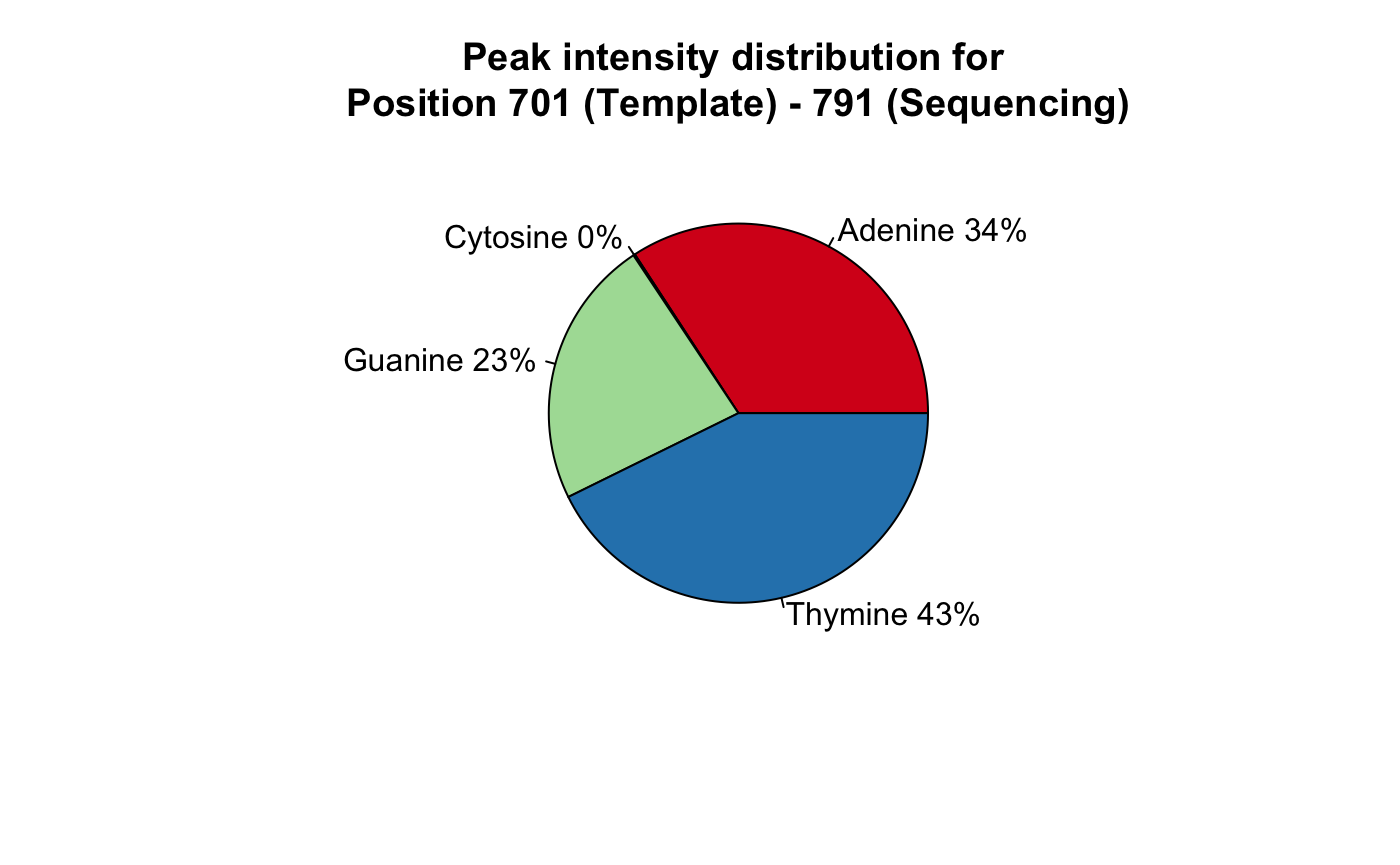 Peak intensity distribution for
Position 701 (Template) - 791 (Sequencing)
Adenine 34%
Cytosine 0%
Guanine 23%
Thymine 43%